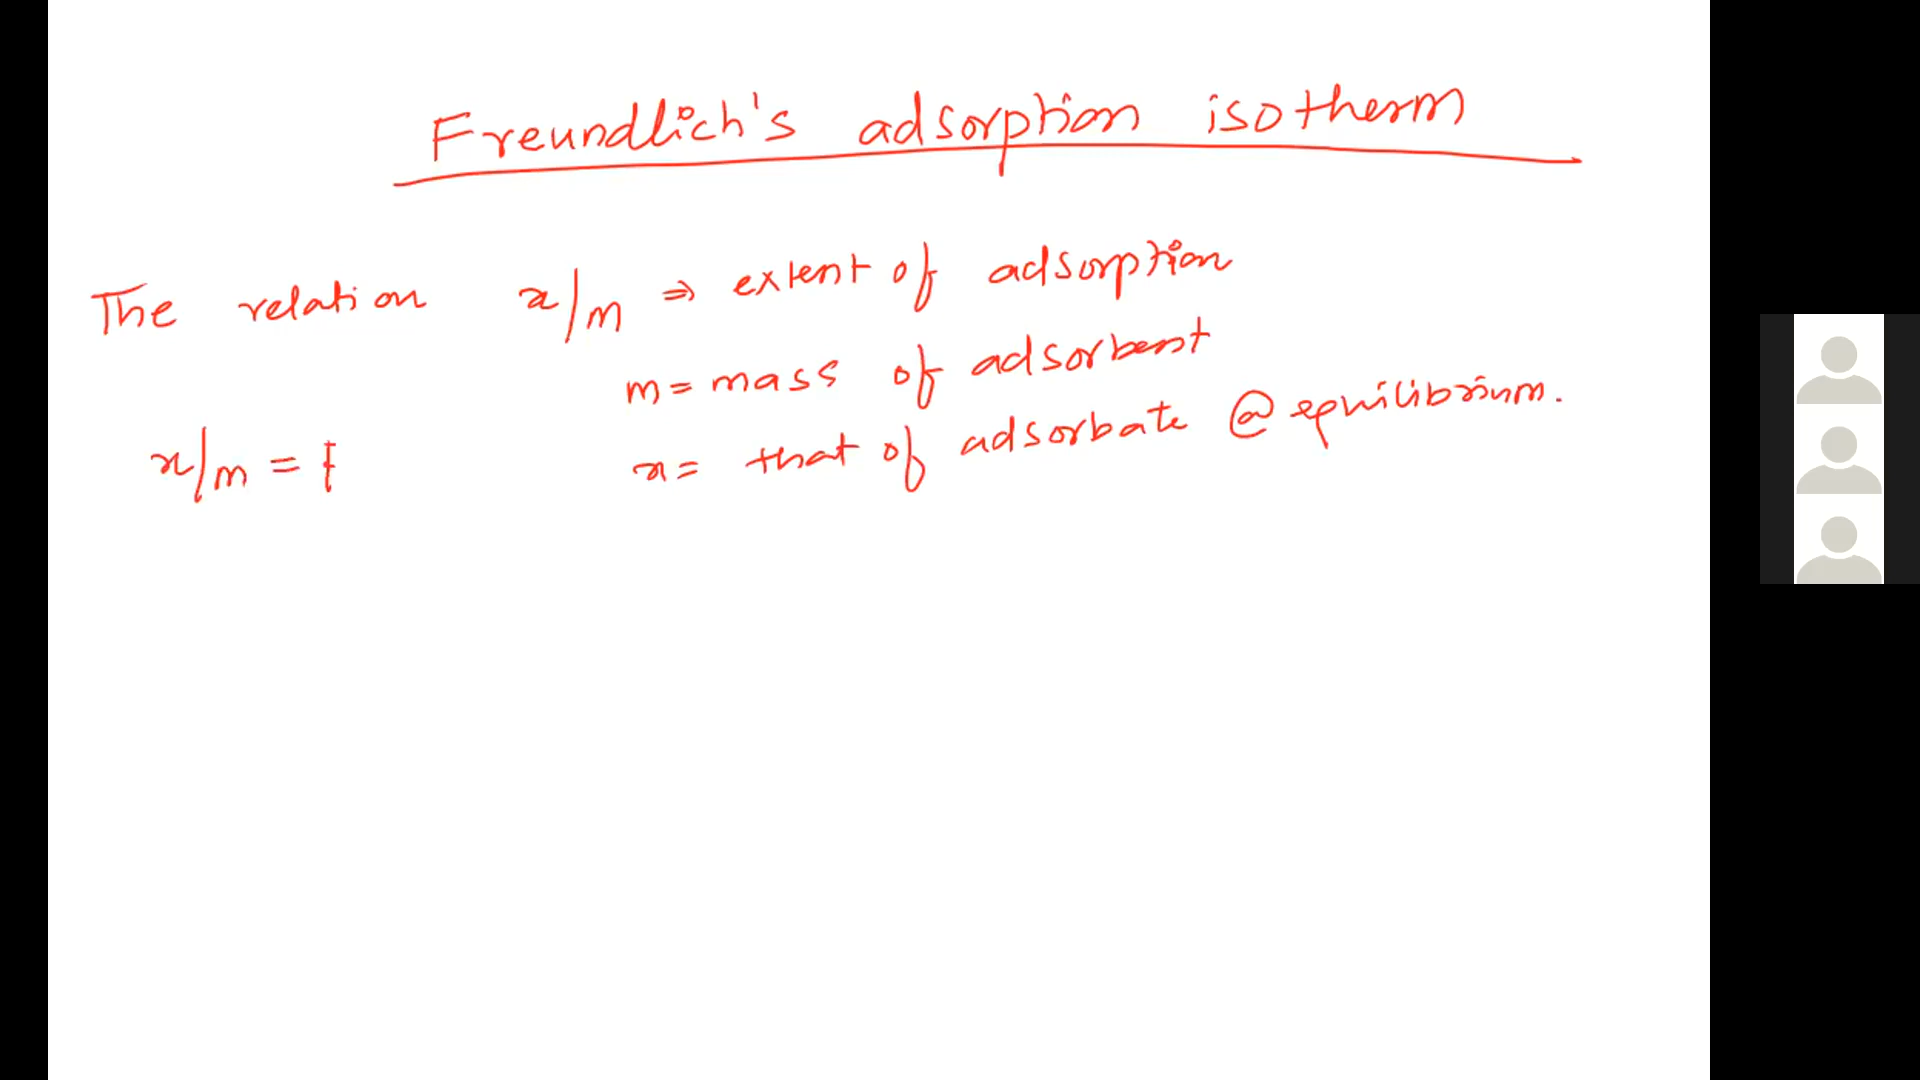 Freundlich's adsorption isotherm
The relation x/m ⇒ extent of adsorption
m = mass of adsorbent
x/m =
x = that of adsorbate @ equilibrium.